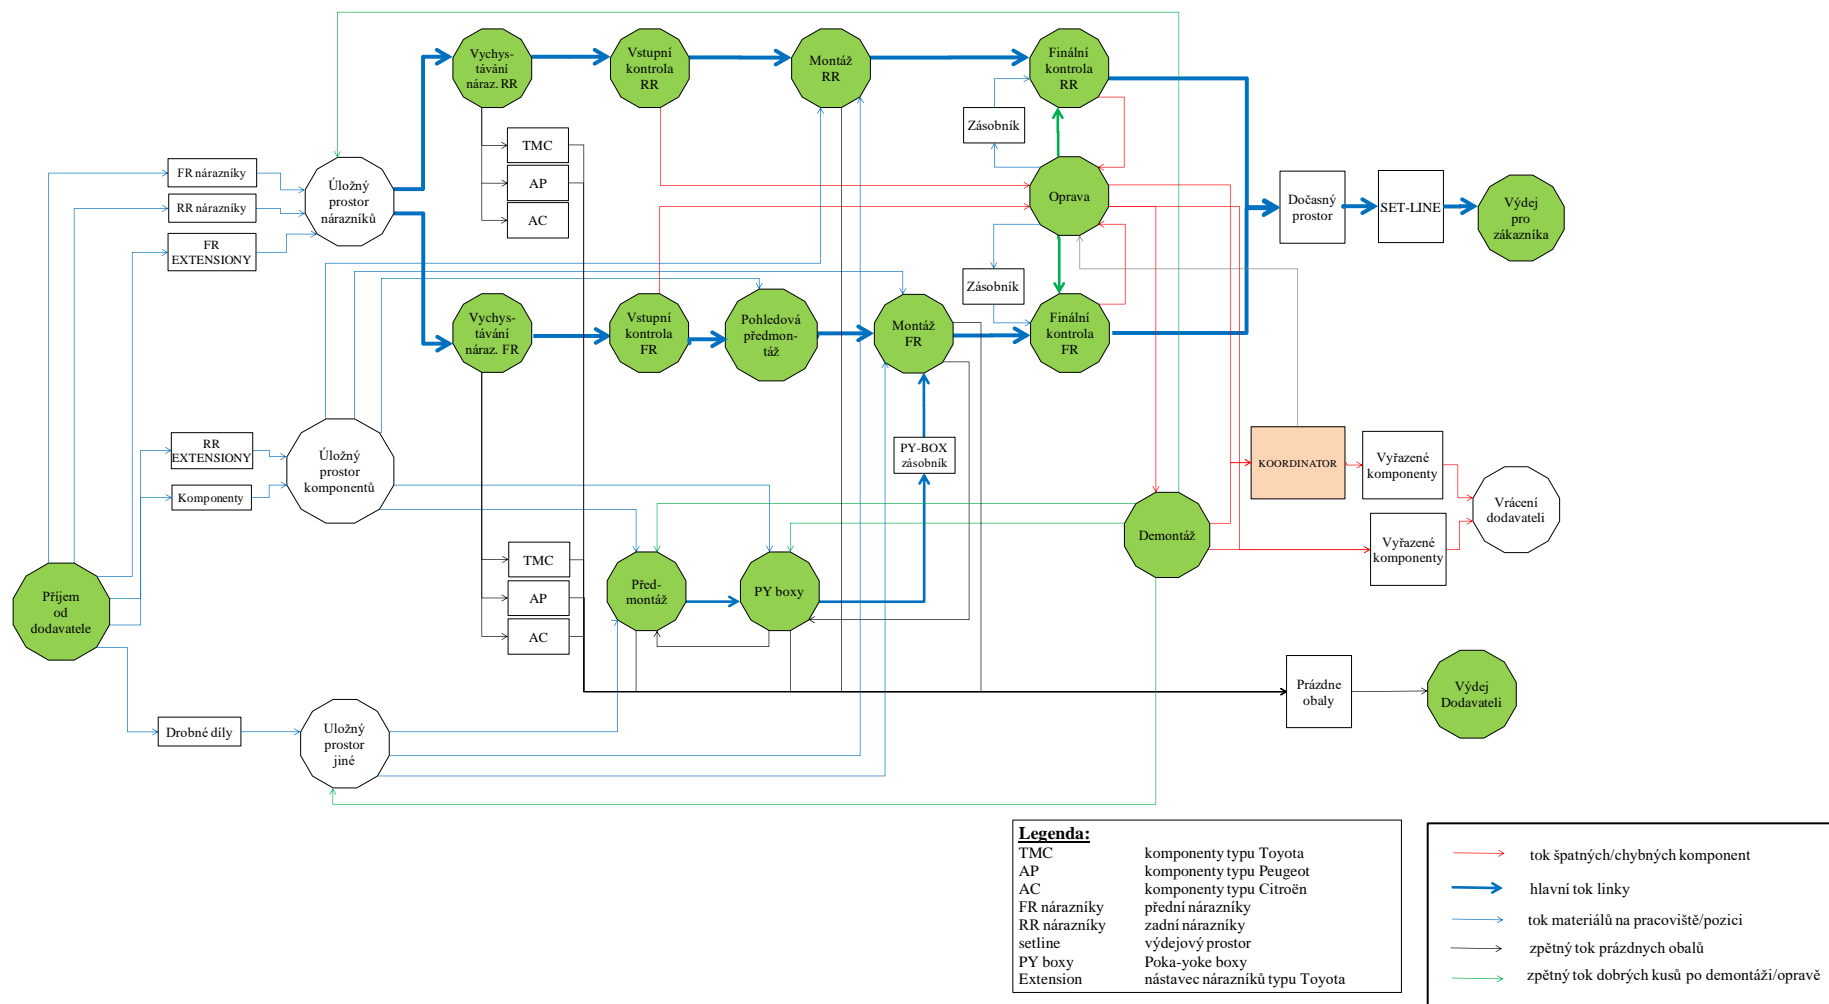 Vychys-
távání
náraz. RR
Vstupní
kontrola
RR
Montáž
RR
Finální
kontrola
RR
TMC
AP
AC
Zásobník
FR nárazníky
RR nárazníky
FR
EXTENSIONY
Úložný
prostor
nárazníků
Oprava
Dočasný
prostor
SET-LINE
Výdej
pro
zákazníka
Zásobník
Vychys-
távání
náraz. FR
Vstupní
kontrola
FR
Pohledová
předmon-
táž
Montáž
FR
Finální
kontrola
FR
RR
EXTENSIONY
Komponenty
Úložný
prostor
komponentů
PY-BOX
zásobník
KOORDINATOR
Vyřazené
komponenty
Vrácení
dodavateli
Vyřazené
komponenty
Demontáž
TMC
AP
AC
Před-
montáž
PY boxy
Příjem
od
dodavatele
Drobné díly
Uložný
prostor
jiné
Prázdne
obaly
Výdej
Dodavateli
Legenda:
TMC komponenty typu Toyota
AP komponenty typu Peugeot
AC komponenty typu Citroën
FR nárazníky přední nárazníky
RR nárazníky zadní nárazníky
setline výdejový prostor
PY boxy Poka-yoke boxy
Extension nástavec nárazníků typu Toyota
tok špatných/chybných komponent
hlavní tok linky
tok materiálů na pracoviště/pozici
zpětný tok prázdnych obalů
zpětný tok dobrých kusů po demontáži/opravě